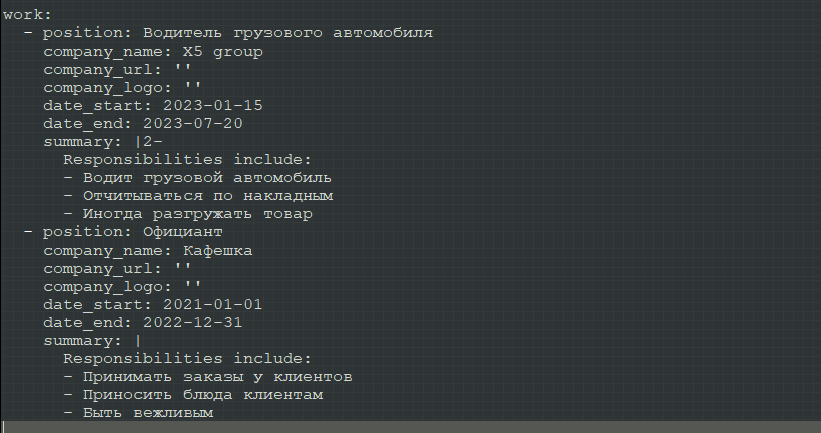 work:
  - position: Водитель грузового автомобиля
    company_name: X5 group
    company_url: ''
    company_logo: ''
    date_start: 2023-01-15
    date_end: 2023-07-20
    summary: |2-
      Responsibilities include:
      - Водит грузовой автомобиль
      - Отчитываться по накладным
      - Иногда разгружать товар
  - position: Официант
    company_name: Кафешка
    company_url: ''
    company_logo: ''
    date_start: 2021-01-01
    date_end: 2022-12-31
    summary: |
      Responsibilities include:
      - Принимать заказы у клиентов
      - Приносить блюда клиентам
      - Быть вежливым